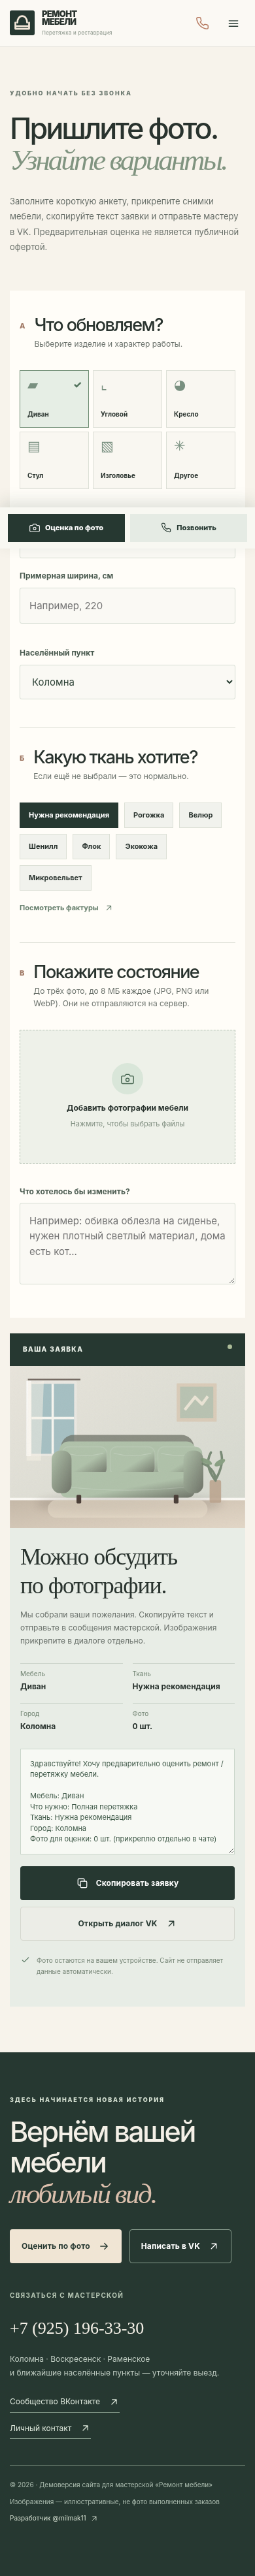 РЕМОНТ
МЕБЕЛИ
Перетяжка и реставрация
УДОБНО НАЧАТЬ БЕЗ ЗВОНКА
Пришлите фото.
Узнайте варианты.
Заполните короткую анкету, прикрепите снимки
мебели, скопируйте текст заявки и отправьте мастеру
в VK. Предварительная оценка не является публичной
офертой.
А
Что обновляем?
Выберите изделие и характер работы.
Диван
Угловой
Кресло
Стул
Изголовье
Другое
Оценка по фото
Позвонить
Примерная ширина, см
Например, 220
Населённый пункт
Коломна
Б
Какую ткань хотите?
Если ещё не выбрали — это нормально.
Нужна рекомендация
Рогожка
Велюр
Шенилл
Флок
Экокожа
Микровельвет
Посмотреть фактуры
В
Покажите состояние
До трёх фото, до 8 МБ каждое (JPG, PNG или
WebP). Они не отправляются на сервер.
Добавить фотографии мебели
Нажмите, чтобы выбрать файлы
Что хотелось бы изменить?
Например: обивка облезла на сиденье,
нужен плотный светлый материал, дома
есть кот...
ВАША ЗАЯВКА
Можно обсудить
по фотографии.
Мы собрали ваши пожелания. Скопируйте текст и
отправьте в сообщения мастерской. Изображения
прикрепите в диалоге отдельно.
Мебель
Диван
Ткань
Нужна рекомендация
Город
Коломна
Фото
0 шт.
Здравствуйте! Хочу предварительно оценить ремонт /
перетяжку мебели.
Мебель: Диван
Что нужно: Полная перетяжка
Ткань: Нужна рекомендация
Город: Коломна
Фото для оценки: 0 шт. (прикреплю отдельно в чате)
Скопировать заявку
Открыть диалог VK
Фото остаются на вашем устройстве. Сайт не отправляет
данные автоматически.
ЗДЕСЬ НАЧИНАЕТСЯ НОВАЯ ИСТОРИЯ
Вернём вашей
мебели
любимый вид.
Оценить по фото
Написать в VK
СВЯЗАТЬСЯ С МАСТЕРСКОЙ
+7 (925) 196-33-30
Коломна · Воскресенск · Раменское
и ближайшие населённые пункты — уточняйте выезд.
Сообщество ВКонтакте
Личный контакт
© 2026 · Демоверсия сайта для мастерской «Ремонт мебели»
Изображения — иллюстративные, не фото выполненных заказов
Разработчик @milmak11